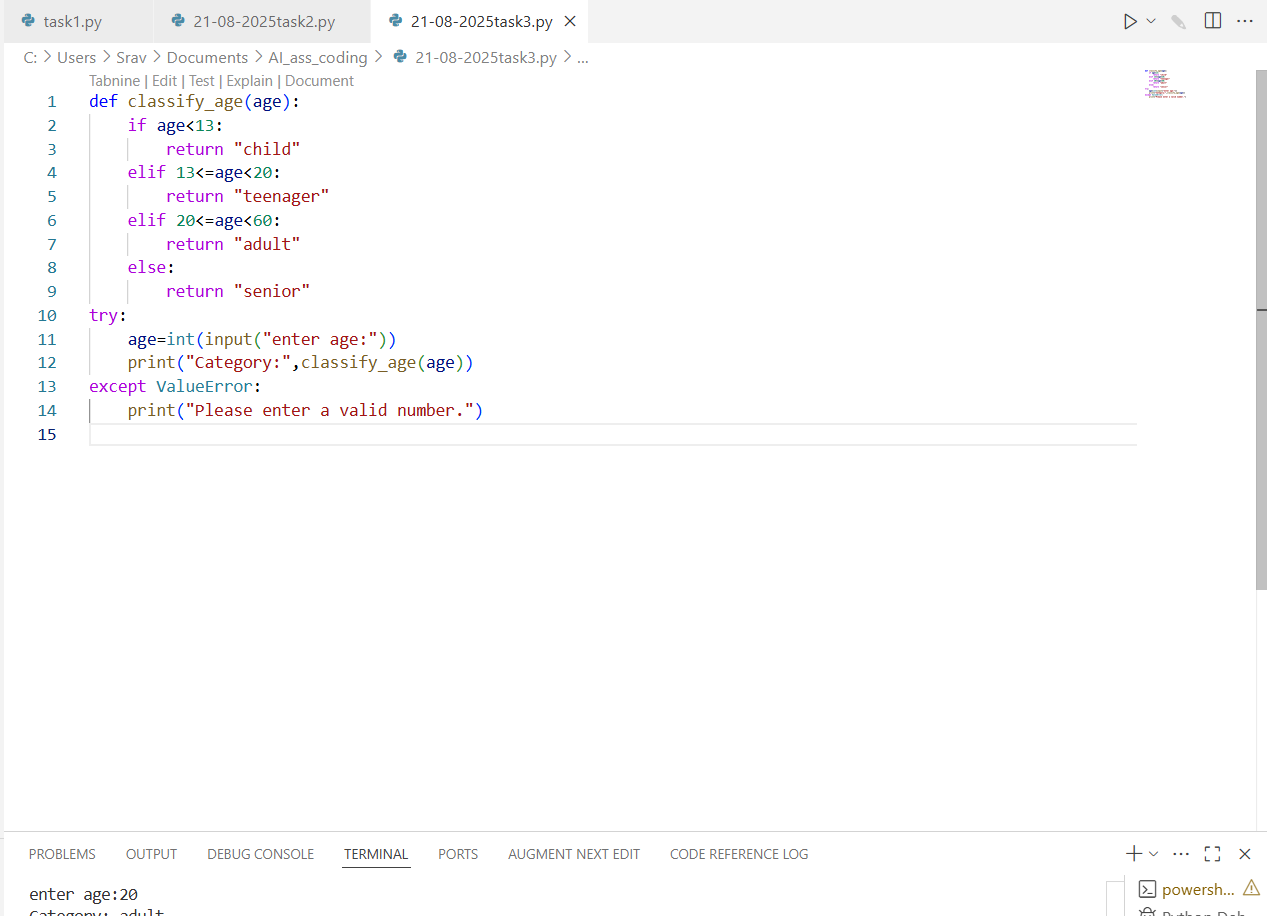 task1.py 21-08-2025task2.py 21-08-2025task3.py
C: > Users > Srav > Documents > AI_ass_coding > 21-08-2025task3.py > ...
Tabnine | Edit | Test | Explain | Document
1 def classify_age(age):
2     if age<13:
3         return "child"
4     elif 13<=age<20:
5         return "teenager"
6     elif 20<=age<60:
7         return "adult"
8     else:
9         return "senior"
10 try:
11     age=int(input("enter age:"))
12     print("Category:",classify_age(age))
13 except ValueError:
14     print("Please enter a valid number.")
15
PROBLEMS OUTPUT DEBUG CONSOLE TERMINAL PORTS AUGMENT NEXT EDIT CODE REFERENCE LOG
enter age:20
powersh...
Category: adult
Python Deb...